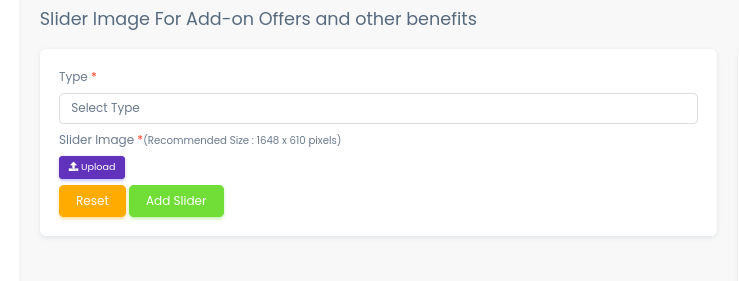 Slider Image For Add-on Offers and other benefits
Type *
Select Type
Slider Image *(Recommended Size : 1648 x 610 pixels)
Upload
Reset Add Slider